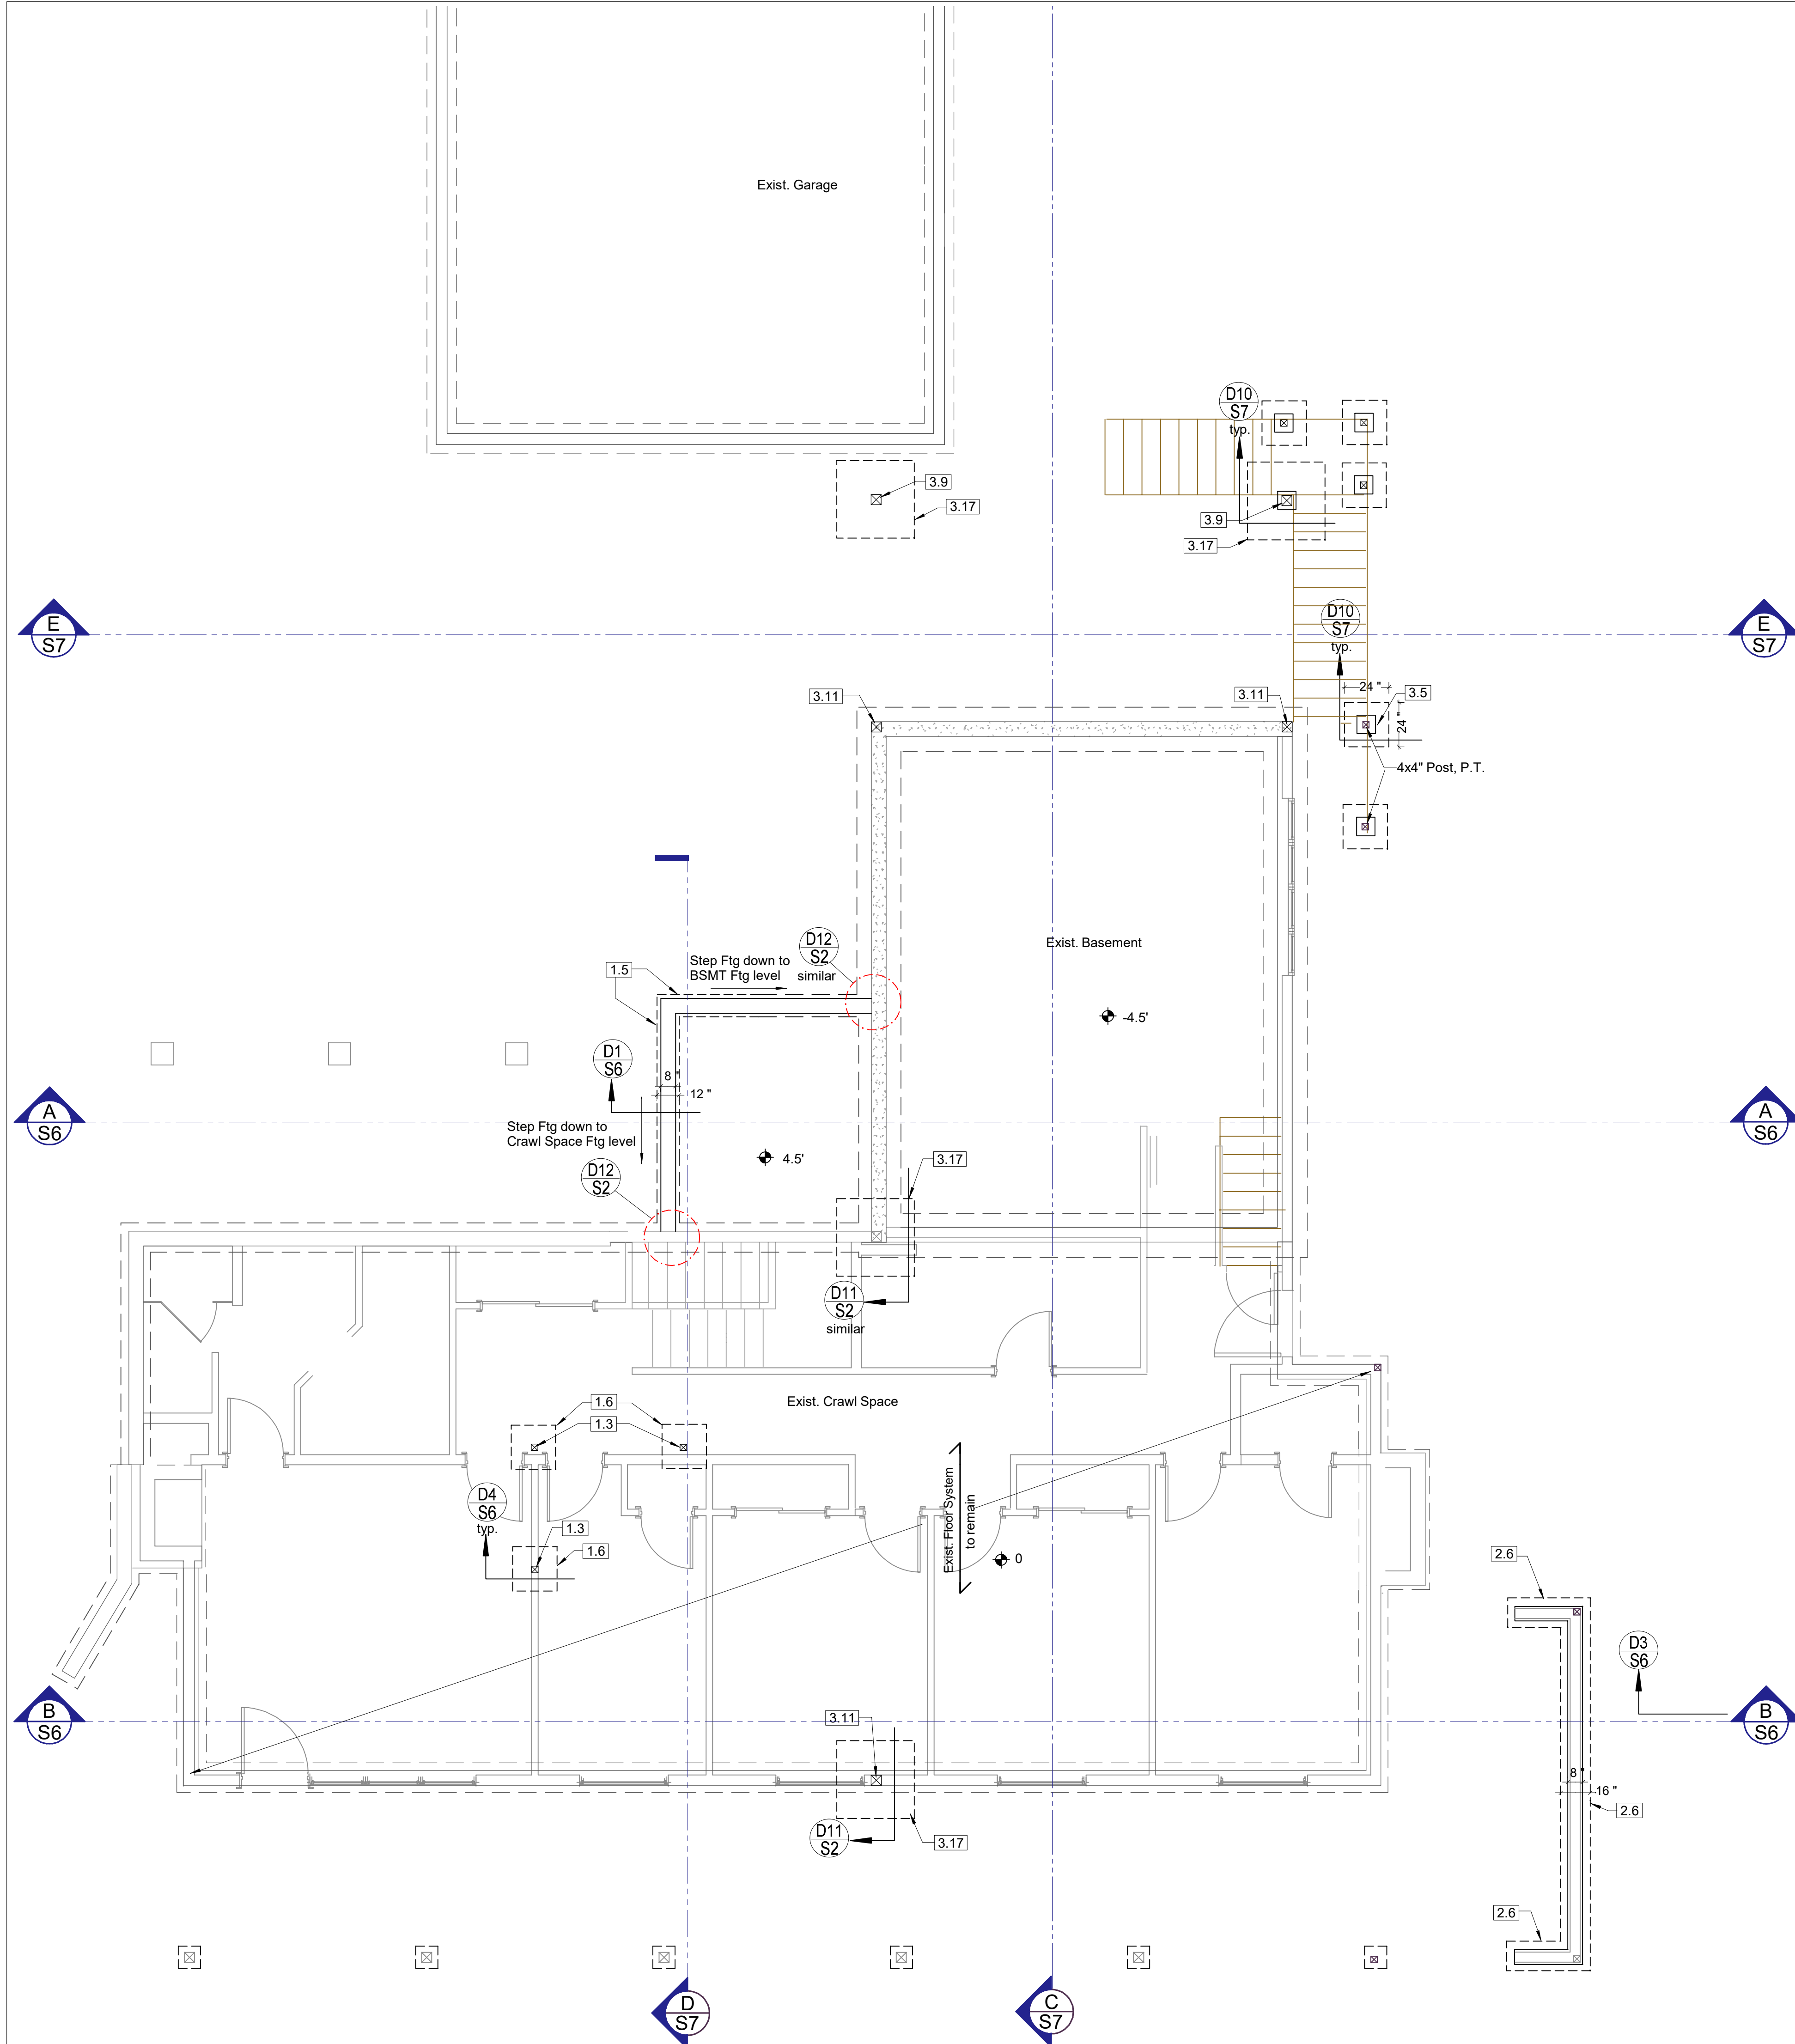 Exist. Garage
D10
S7
typ.
3.9
3.17
3.9
3.17
E
S7
E
S7
D10
S7
typ.
24 "
3.5
24 "
3.11
3.11
4x4" Post, P.T.
D12
S2
similar
Step Ftg down to
BSMT Ftg level
1.5
Exist. Basement
-4.5'
D1
S6
8 "
12 "
A
S6
A
S6
Step Ftg down to
Crawl Space Ftg level
4.5'
3.17
D12
S2
D11
S2
similar
1.6
1.3
Exist. Crawl Space
D4
S6
typ.
1.3
1.6
Exist. Floor System
to remain
0
2.6
D3
S6
B
S6
B
S6
3.11
8 "
16 "
2.6
D11
S2
3.17
2.6
D
S7
C
S7